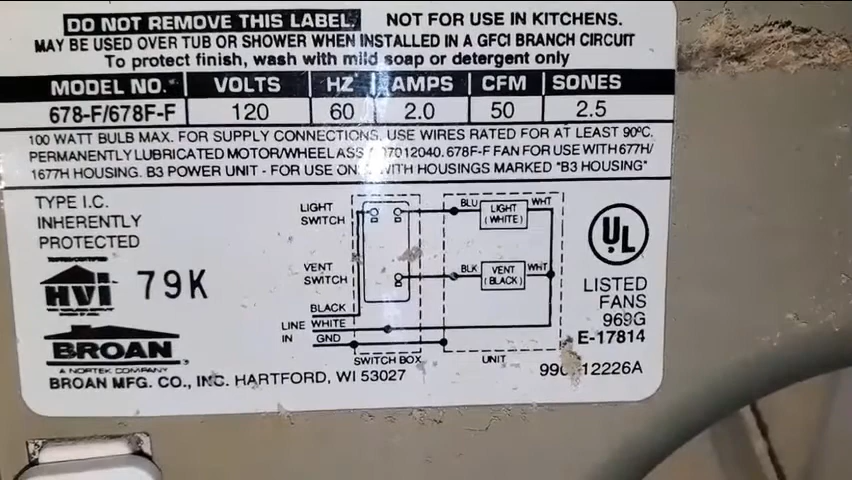 DO NOT REMOVE THIS LABEL. NOT FOR USE IN KITCHENS.
MAY BE USED OVER TUB OR SHOWER WHEN INSTALLED IN A GFCI BRANCH CIRCUIT
To protect finish, wash with mild soap or detergent only
MODEL NO. VOLTS HZ AMPS CFM SONES
678-F/678F-F 120 60 2.0 50 2.5
100 WATT BULB MAX. FOR SUPPLY CONNECTIONS, USE WIRES RATED FOR AT LEAST 90ºC.
PERMANENTLY LUBRICATED MOTOR/WHEEL 678F-F FAN FOR USE WITH 677H/
1677H HOUSING. B3 POWER UNIT - FOR USE WITH HOUSINGS MARKED "B3 HOUSING"
TYPE I.C.
INHERENTLY
PROTECTED
HVI
79K
BROAN
A NORTEK COMPANY
BROAN MFG. CO., INC. HARTFORD, WI 53027
LIGHT
SWITCH
VENT
SWITCH
BLACK
LINE WHITE
IN GND
SWITCH BOX
BLU LIGHT WHT
(WHITE)
BLK VENT WHT
(BLACK)
UNIT
UL
LISTED
FANS
969G
E-17814